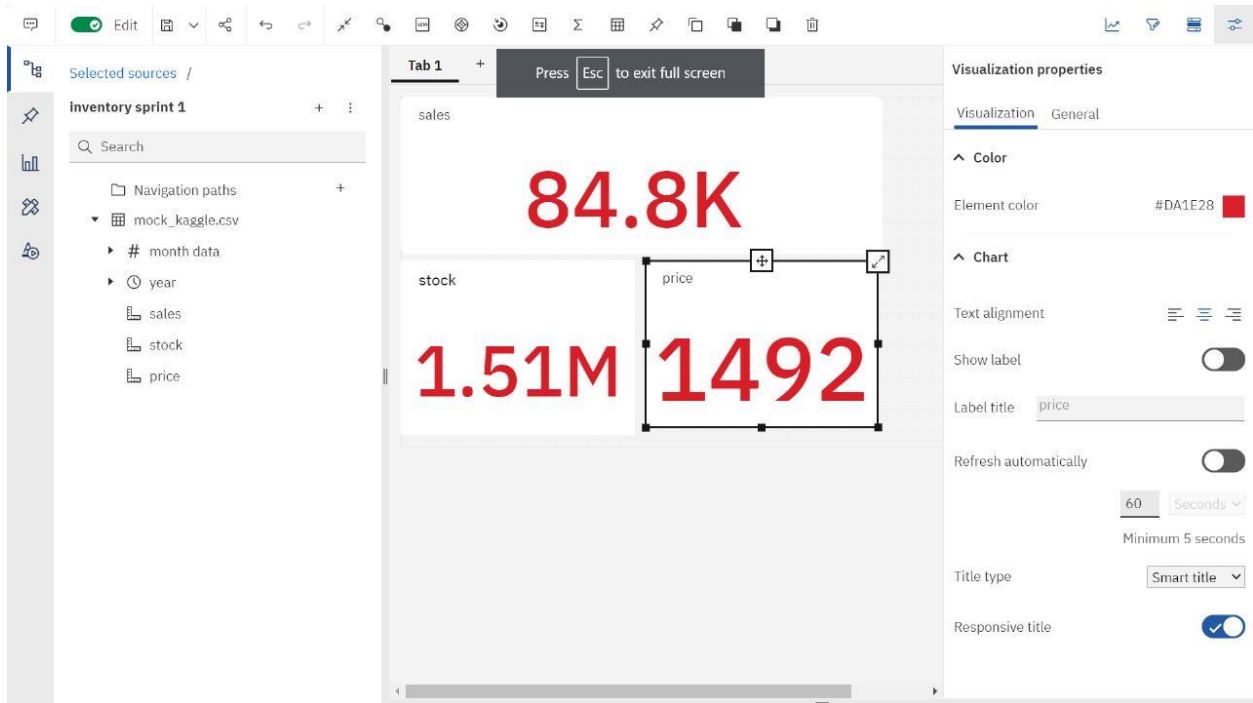 Edit
Selected sources /
inventory sprint 1
Search
Navigation paths
mock_kaggle.csv
# month data
year
sales
stock
price
Tab 1 +
Press Esc to exit full screen
sales
84.8K
stock
1.51M
price
1492
Visualization properties
Visualization General
Color
Element color #DA1E28
Chart
Text alignment
Show label
Label title price
Refresh automatically
60 Seconds
Minimum 5 seconds
Title type Smart title
Responsive title